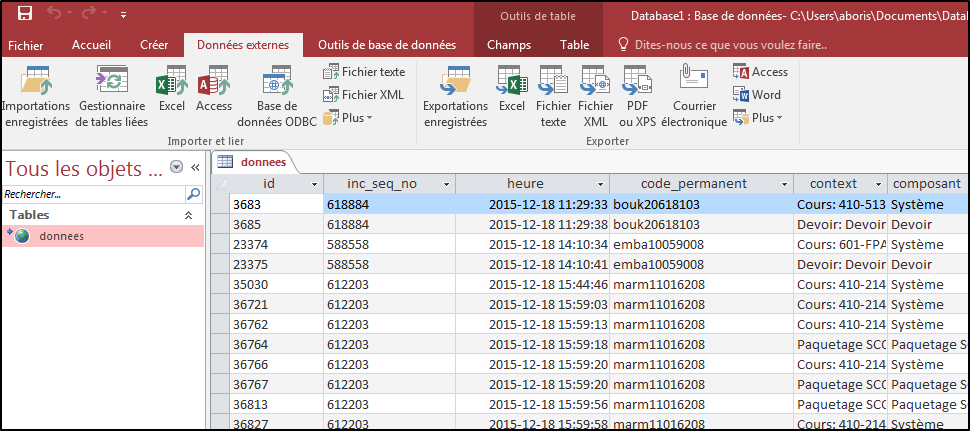 Outils de table
Database1 : Base de données- C:\Users\aboris\Documents\Datal
Fichier Accueil Créer Données externes Outils de base de données Champs Table Dites-nous ce que vous voulez faire..
Importations enregistrées
Gestionnaire de tables liées
Excel
Access
Base de données ODBC
Fichier texte
Fichier XML
Plus
Importer et lier
Exportations enregistrées
Excel
Fichier texte
Fichier XML
PDF ou XPS
Courrier électronique
Access
Word
Plus
Exporter
Tous les objets ...
Rechercher...
Tables
donnees
donnees
id inc_seq_no heure code_permanent context composant
3683 618884 2015-12-18 11:29:33 bouk20618103 Cours: 410-513 Système
3685 618884 2015-12-18 11:29:38 bouk20618103 Devoir: Devoir Devoir
23374 588558 2015-12-18 14:10:34 emba10059008 Cours: 601-FPA Système
23375 588558 2015-12-18 14:10:41 emba10059008 Devoir: Devoir Devoir
35030 612203 2015-12-18 15:44:46 marm11016208 Cours: 410-214 Système
36721 612203 2015-12-18 15:59:03 marm11016208 Cours: 410-214 Système
36762 612203 2015-12-18 15:59:13 marm11016208 Cours: 410-214 Système
36764 612203 2015-12-18 15:59:18 marm11016208 Paquetage SCO Paquetage SC
36766 612203 2015-12-18 15:59:20 marm11016208 Cours: 410-214 Système
36767 612203 2015-12-18 15:59:20 marm11016208 Paquetage SCO Paquetage SC
36813 612203 2015-12-18 15:59:56 marm11016208 Paquetage SCO Paquetage SC
36827 612203 2015-12-18 15:59:58 marm11016208 Cours: 410-214 Système